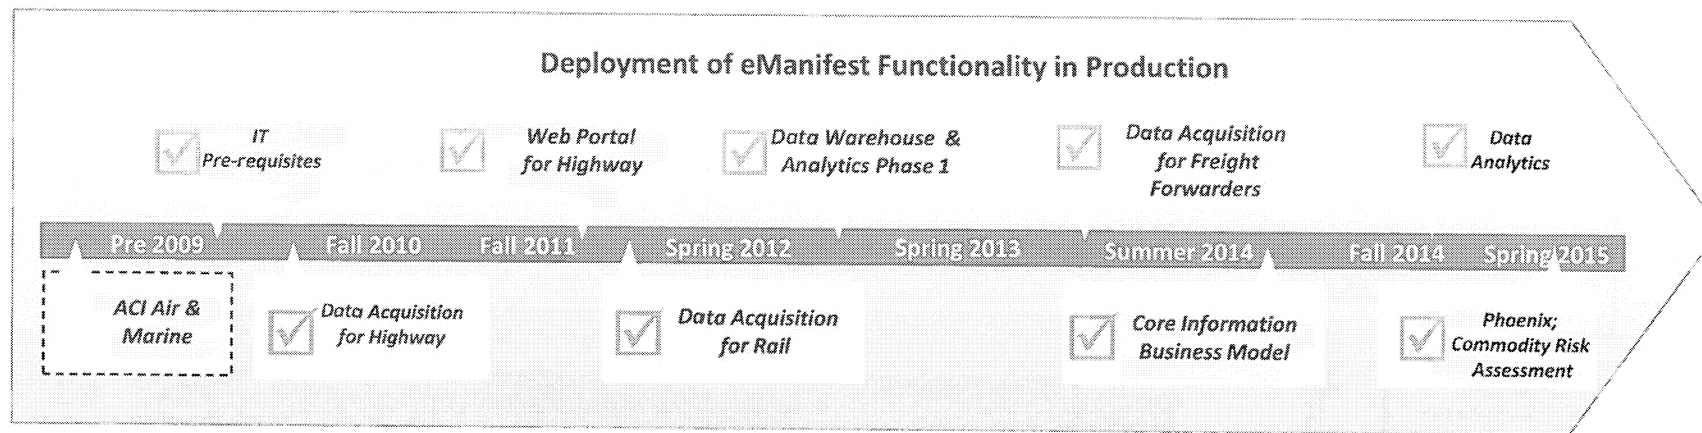 Deployment of eManifest Functionality in Production
IT
Pre-requisites
Web Portal
for Highway
Data Warehouse &
Analytics Phase 1
Data Acquisition
for Freight
Forwarders
Data
Analytics
Pre 2009 Fall 2010 Fall 2011 Spring 2012 Spring 2013 Summer 2014 Fall 2014 Spring 2015
ACI Air &
Marine
Data Acquisition
for Highway
Data Acquisition
for Rail
Core Information
Business Model
Phoenix;
Commodity Risk
Assessment